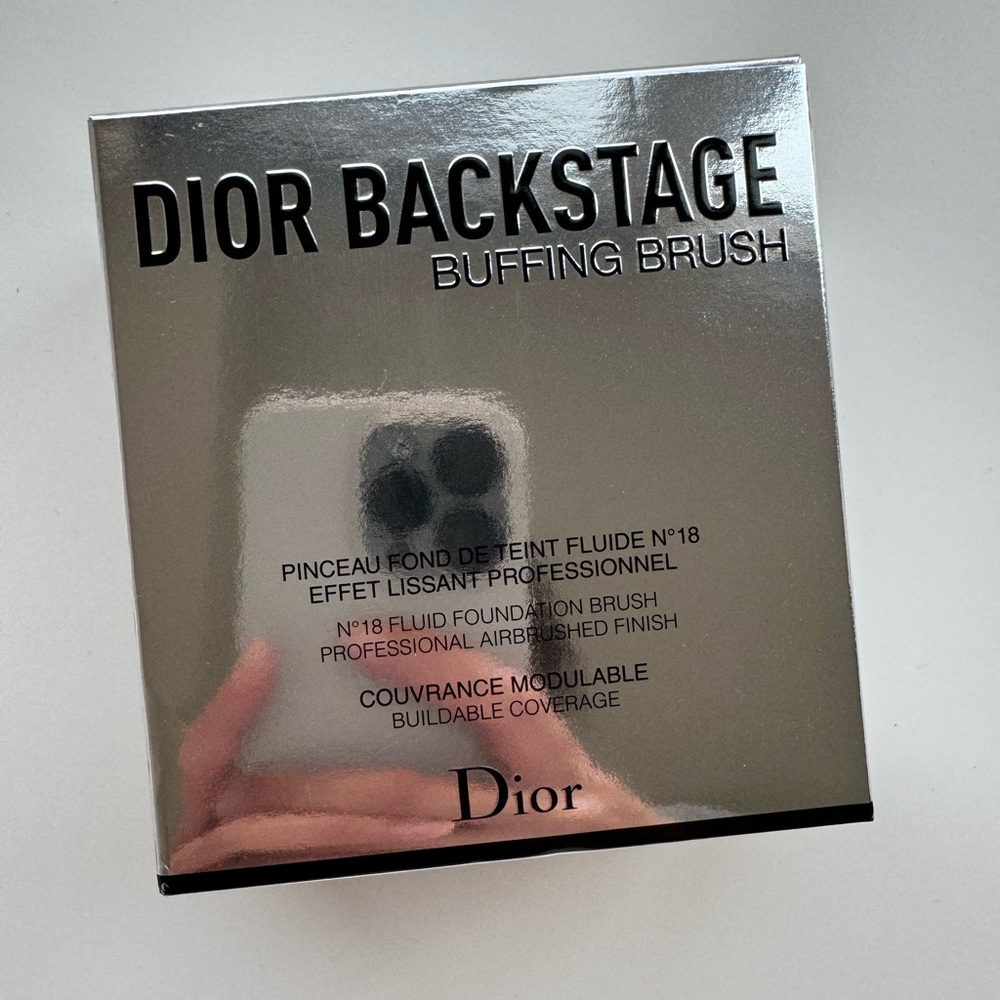 DIOR BACKSTAGE
BUFFING BRUSH
PINCEAU FOND DE TEINT FLUIDE N°18
EFFET LISSANT PROFESSIONNEL
N°18 FLUID FOUNDATION BRUSH
PROFESSIONAL AIRBRUSHED FINISH
COUVRANCE MODULABLE
BUILDABLE COVERAGE
Dior